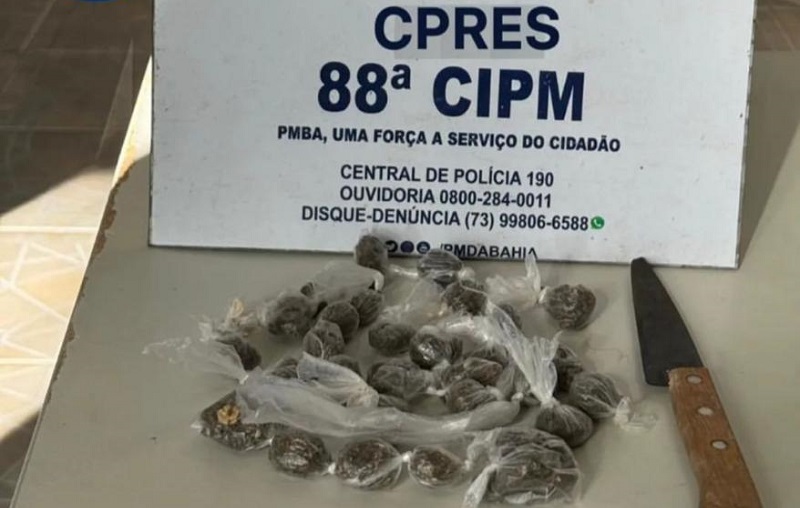 CPRES
88ª CIPM
PMBA, UMA FORÇA A SERVIÇO DO CIDADÃO
CENTRAL DE POLÍCIA 190
OUVIDORIA 0800-284-0011
DISQUE-DENÚNCIA (73) 99806-6588
/PMDABAHIA